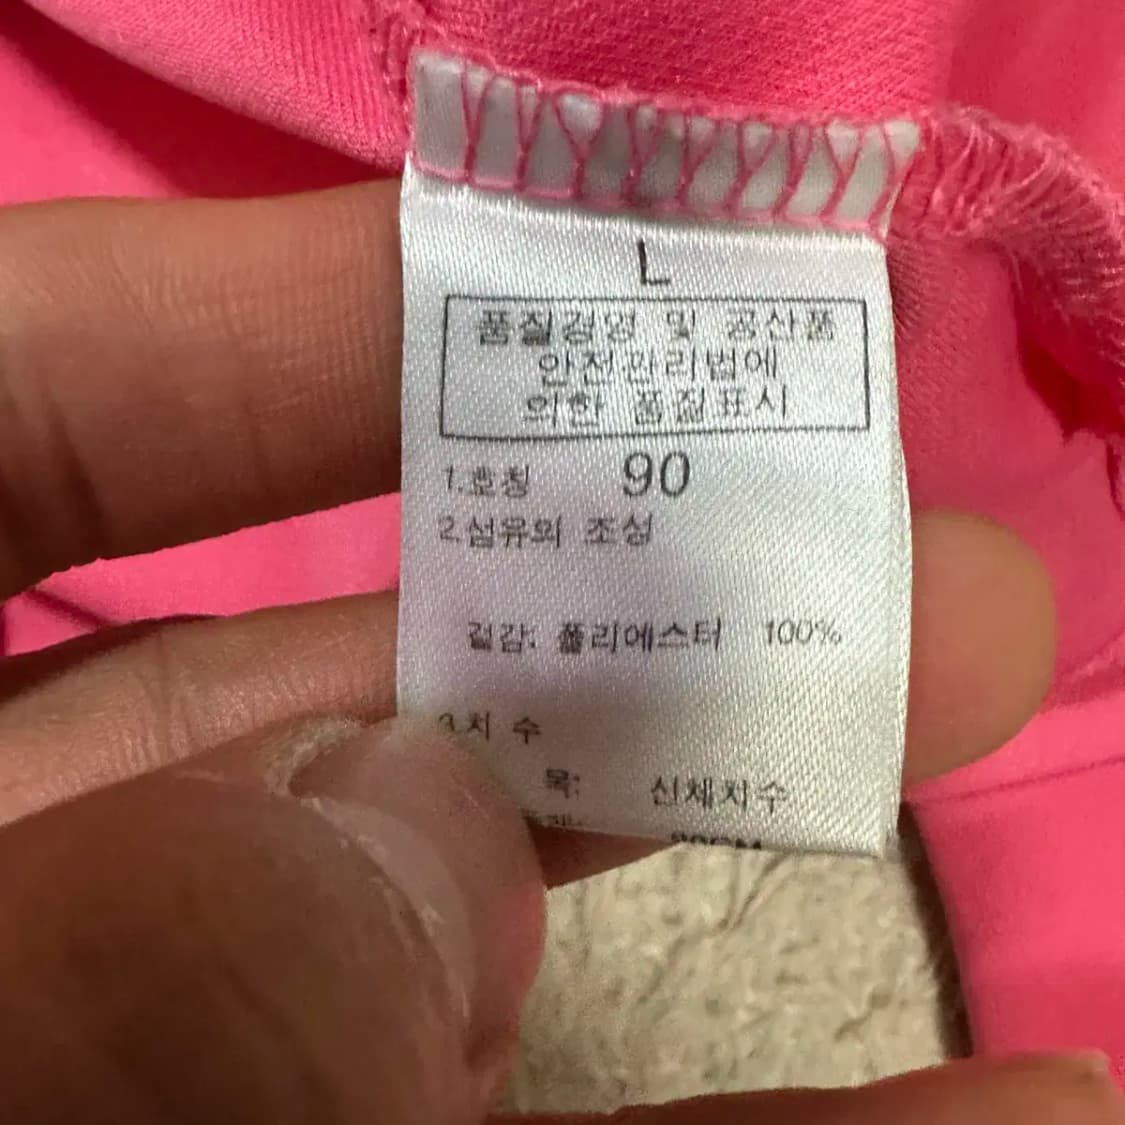 L
품질경영 및 공산품
안전관리법에
의한 품질표시
1.호칭 90
2.섬유의 조성
겉감: 폴리에스터 100%
3.치 수
목: 신체치수